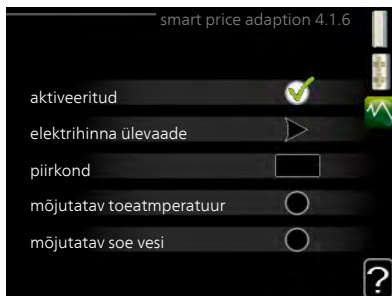 smart price adaption 4.1.6
aktiveeritud
elektrihinna ülevaade
piirkond
mõjutatav toeatmperatuur
mõjutatav soe vesi
?